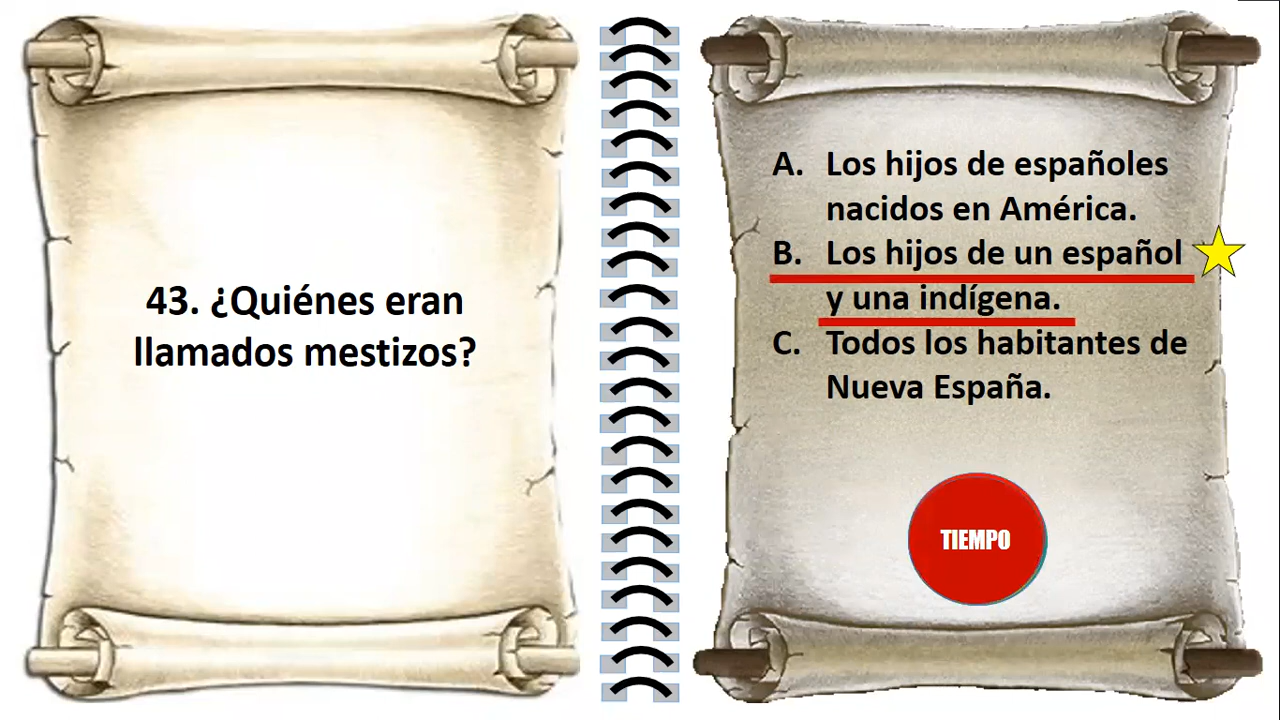 43. ¿Quiénes eran
llamados mestizos?
A. Los hijos de españoles
nacidos en América.
B. Los hijos de un español
y una indígena.
C. Todos los habitantes de
Nueva España.
TIEMPO